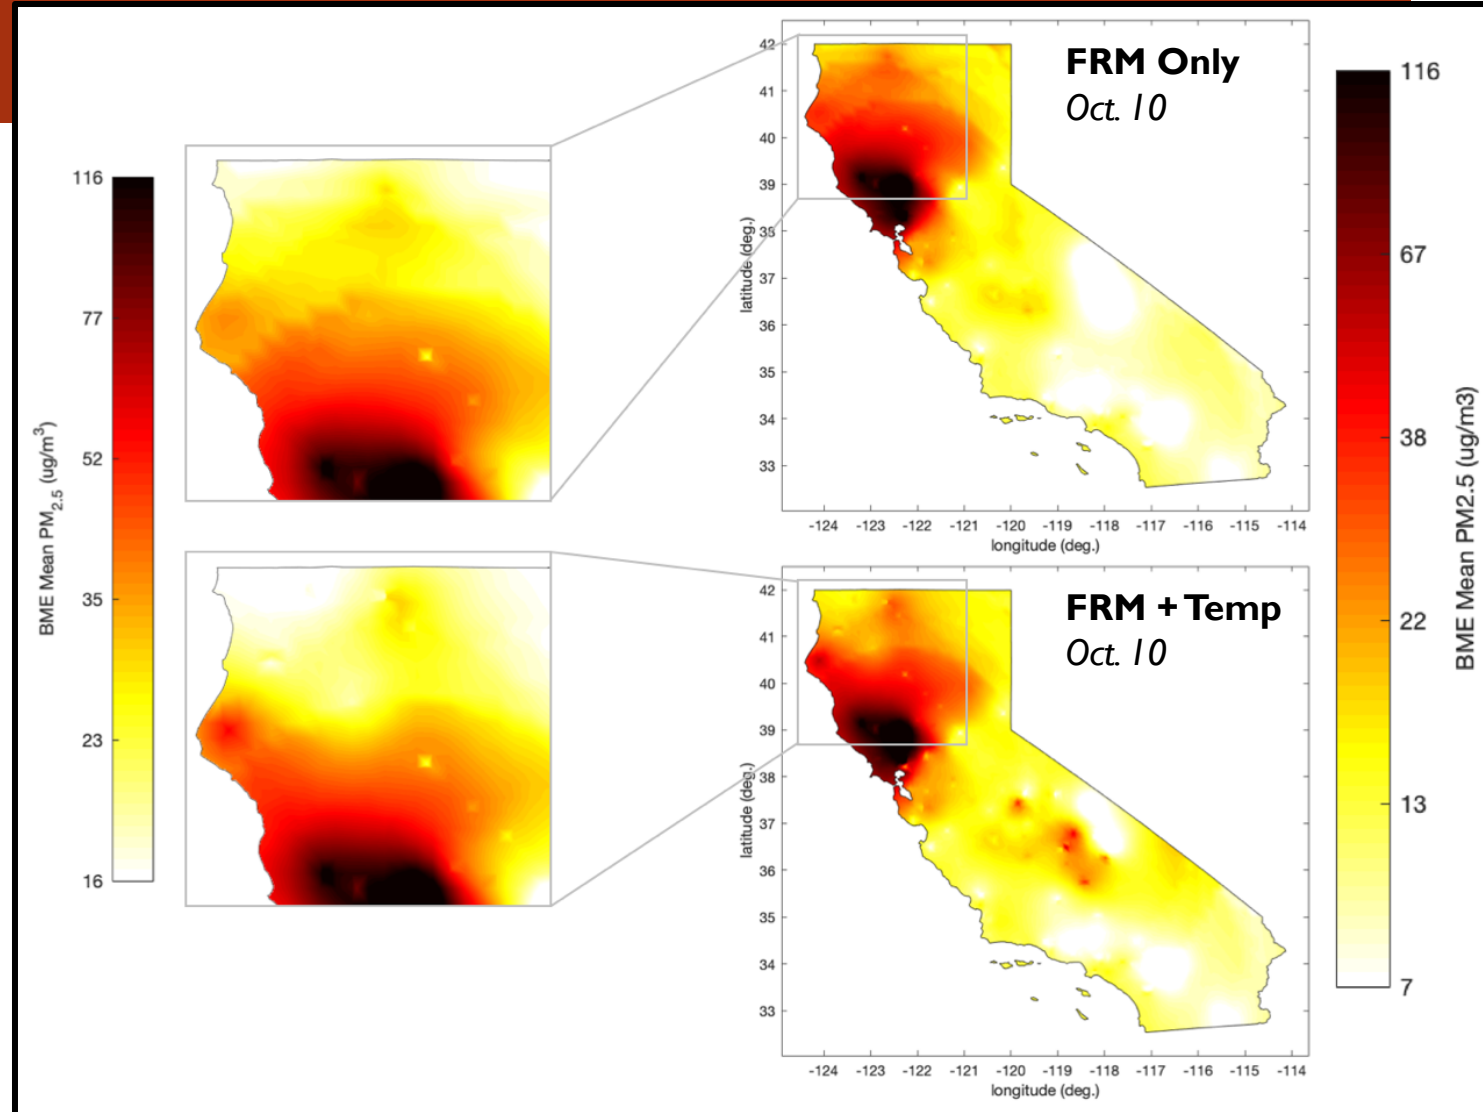 FRM Only
Oct. 10
42
41
40
39
38
37
36
35
34
33
latitude (deg.)
-124 -123 -122 -121 -120 -119 -118 -117 -116 -115 -114
longitude (deg.)
116
77
52
35
23
16
BME Mean PM2.5 (ug/m3)
FRM + Temp
Oct. 10
42
41
40
39
38
37
36
35
34
33
latitude (deg.)
-124 -123 -122 -121 -120 -119 -118 -117 -116 -115 -114
longitude (deg.)
116
67
38
22
13
7
BME Mean PM2.5 (ug/m3)